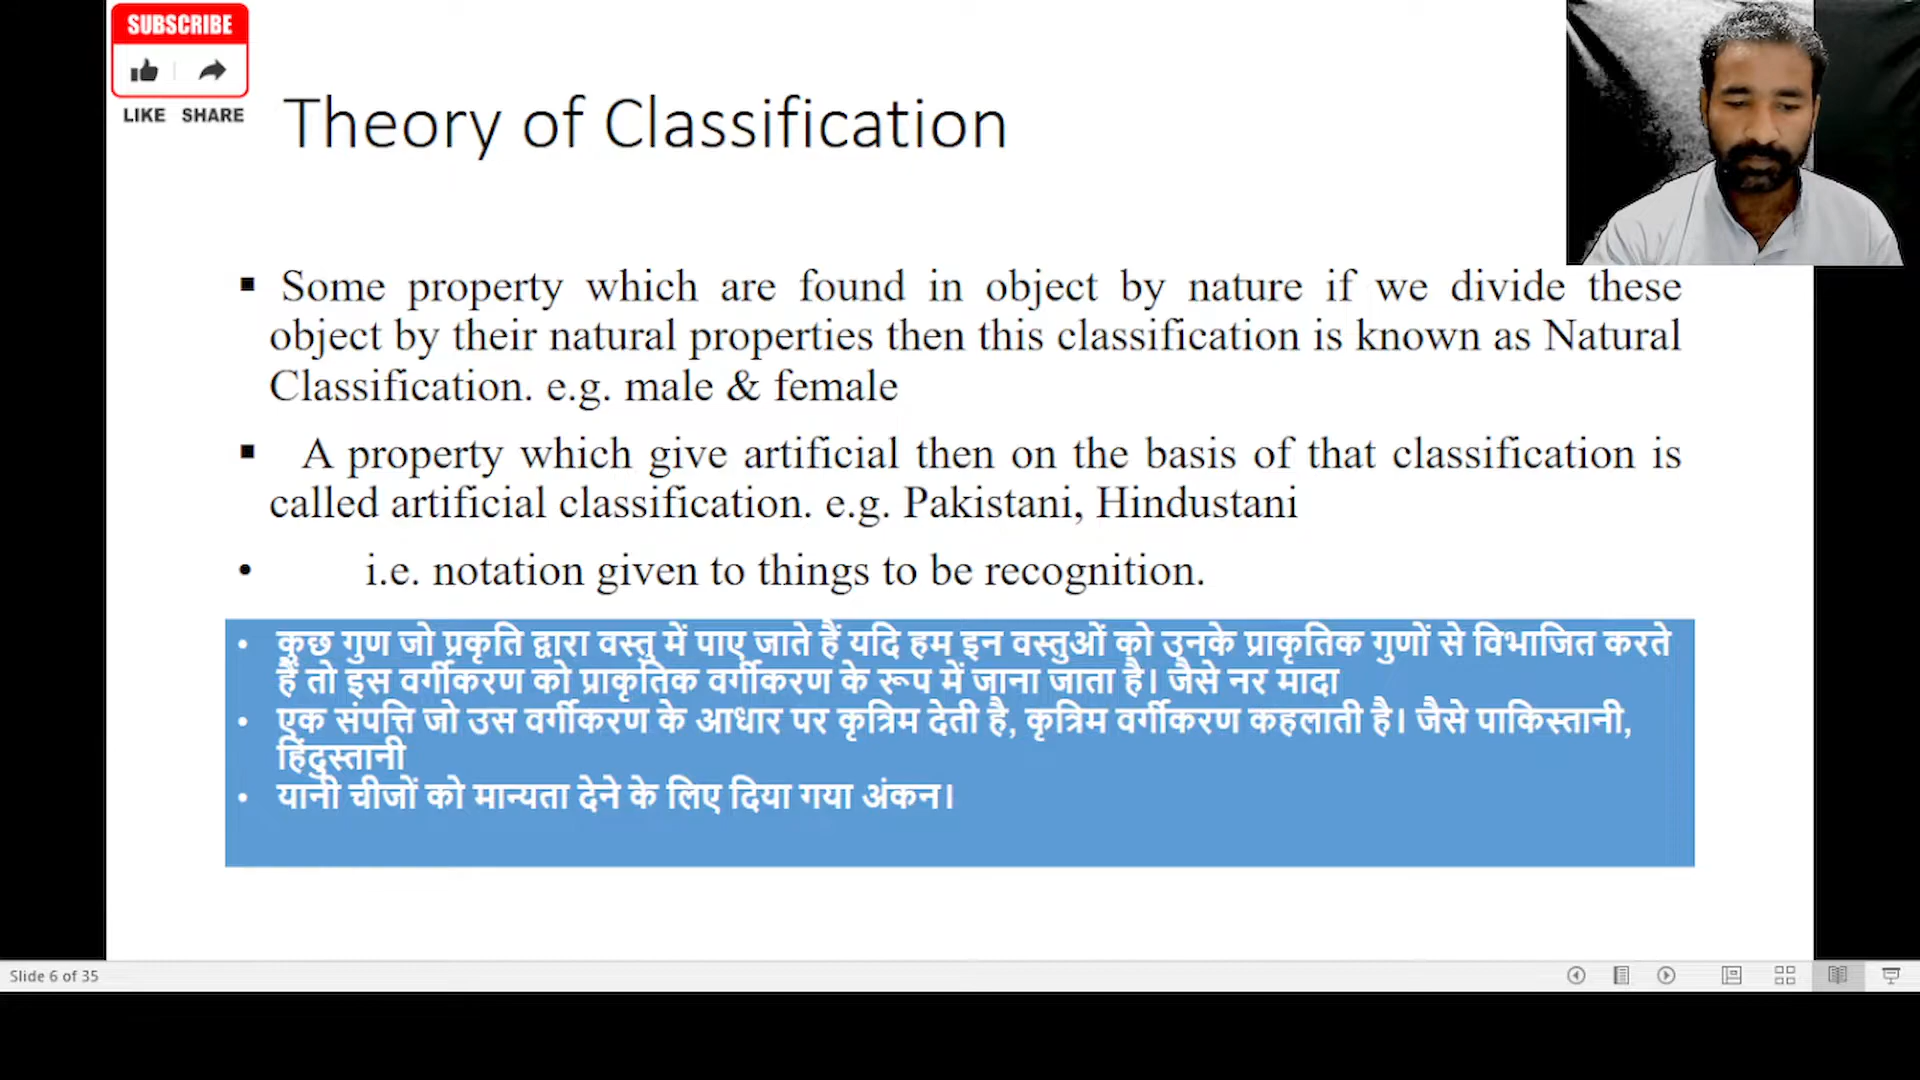 SUBSCRIBE
LIKE SHARE
Theory of Classification
▪ Some property which are found in object by nature if we divide these
object by their natural properties then this classification is known as Natural
Classification. e.g. male & female
▪ A property which give artificial then on the basis of that classification is
called artificial classification. e.g. Pakistani, Hindustani
• i.e. notation given to things to be recognition.
• कुछ गुण जो प्रकृति द्वारा वस्तु में पाए जाते हैं यदि हम इन वस्तुओं को उनके प्राकृतिक गुणों से विभाजित करते
हैं तो इस वर्गीकरण को प्राकृतिक वर्गीकरण के रूप में जाना जाता है। जैसे नर मादा
• एक संपत्ति जो उस वर्गीकरण के आधार पर कृत्रिम देती है, कृत्रिम वर्गीकरण कहलाती है। जैसे पाकिस्तानी,
हिंदुस्तानी
• यानी चीजों को मान्यता देने के लिए दिया गया अंकन।
Slide 6 of 35